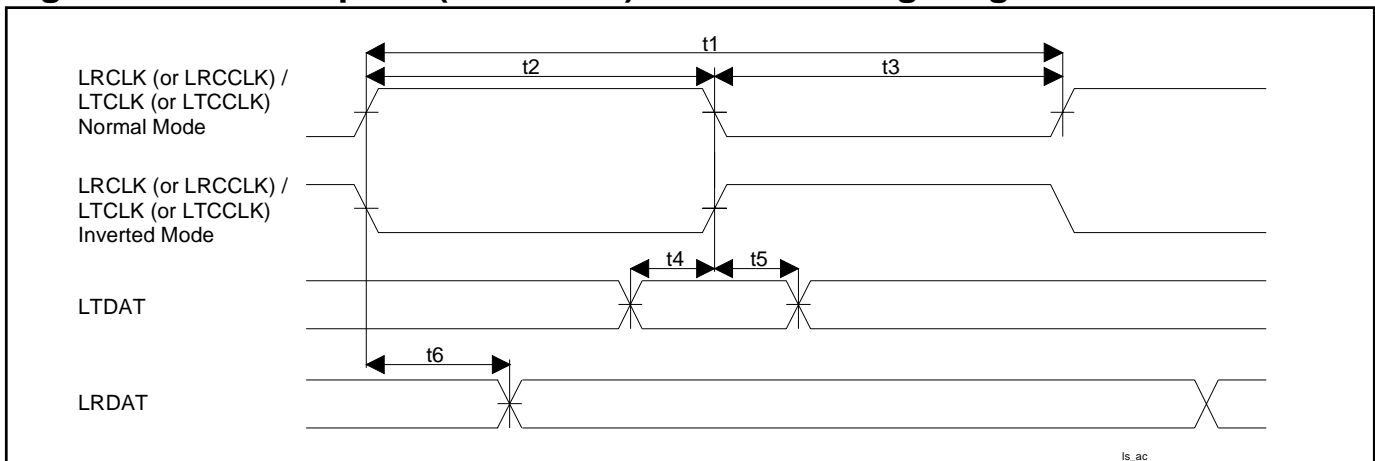 t1
t2
t3
LRCLK (or LRCCLK) /
LTCLK (or LTCCLK)
Normal Mode
LRCLK (or LRCCLK) /
LTCLK (or LTCCLK)
Inverted Mode
t4
t5
LTDAT
t6
LRDAT
ls_ac